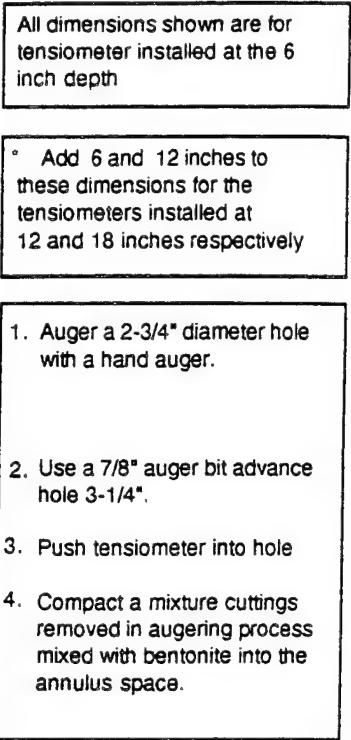 All dimensions shown are for
tensiometer installed at the 6
inch depth
* Add 6 and 12 inches to
these dimensions for the
tensiometers installed at
12 and 18 inches respectively
1. Auger a 2-3/4" diameter hole
with a hand auger.
2. Use a 7/8" auger bit advance
hole 3-1/4".
3. Push tensiometer into hole
4. Compact a mixture cuttings
removed in augering process
mixed with bentonite into the
annulus space.